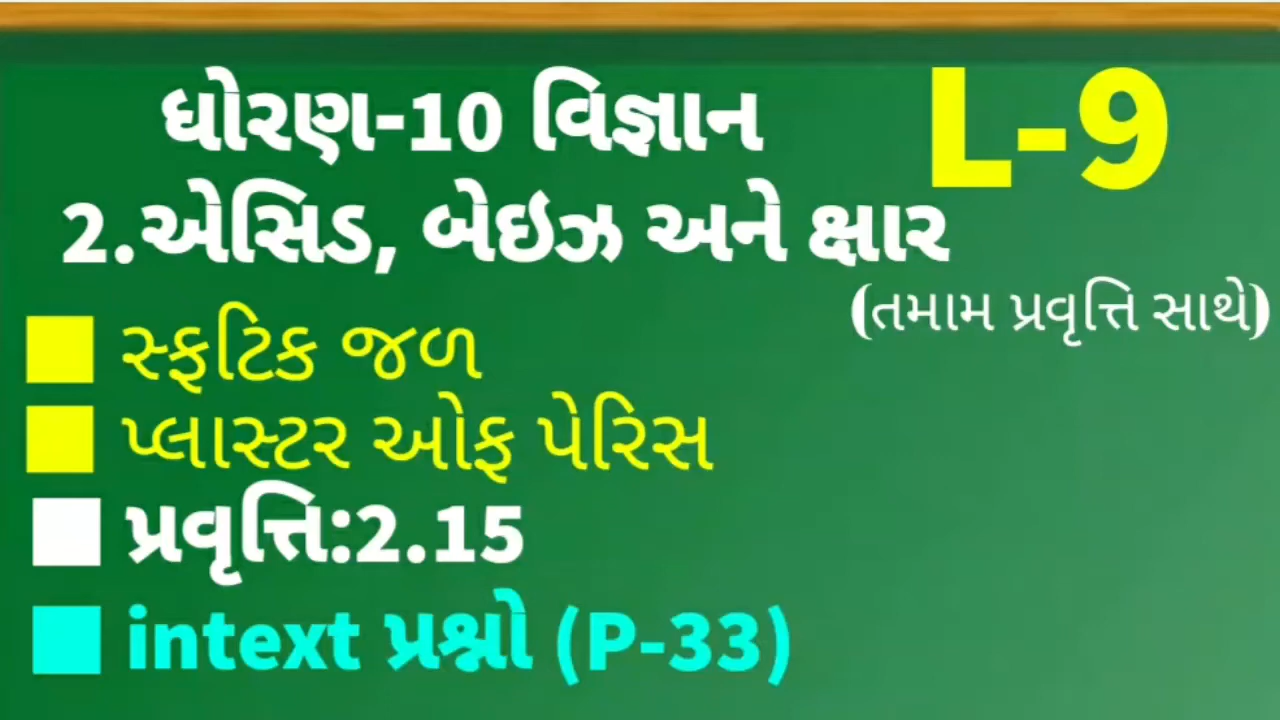 ધોરણ-10 વિજ્ઞાન
L-9
2.એસિડ, બેઇઝ અને ક્ષાર
(તમામ પ્રવૃત્તિ સાથે)
સ્ફટિક જળ
પ્લાસ્ટર ઓફ પેરિસ
પ્રવૃત્તિ:2.15
intext પ્રશ્નો (P-33)